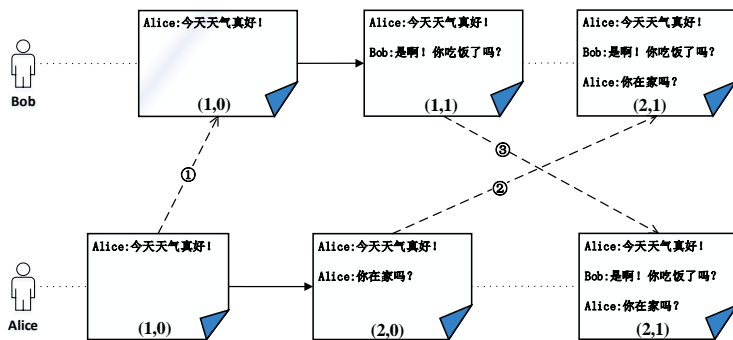 Alice:今天天气真好!
(1,0)
Alice:今天天气真好!
Bob:是啊! 你吃饭了吗?
(1,1)
Alice:今天天气真好!
Bob:是啊! 你吃饭了吗?
Alice:你在家吗?
(2,1)
Bob
①
③
②
Alice:今天天气真好!
(1,0)
Alice:今天天气真好!
Alice:你在家吗?
(2,0)
Alice:今天天气真好!
Bob:是啊! 你吃饭了吗?
Alice:你在家吗?
(2,1)
Alice